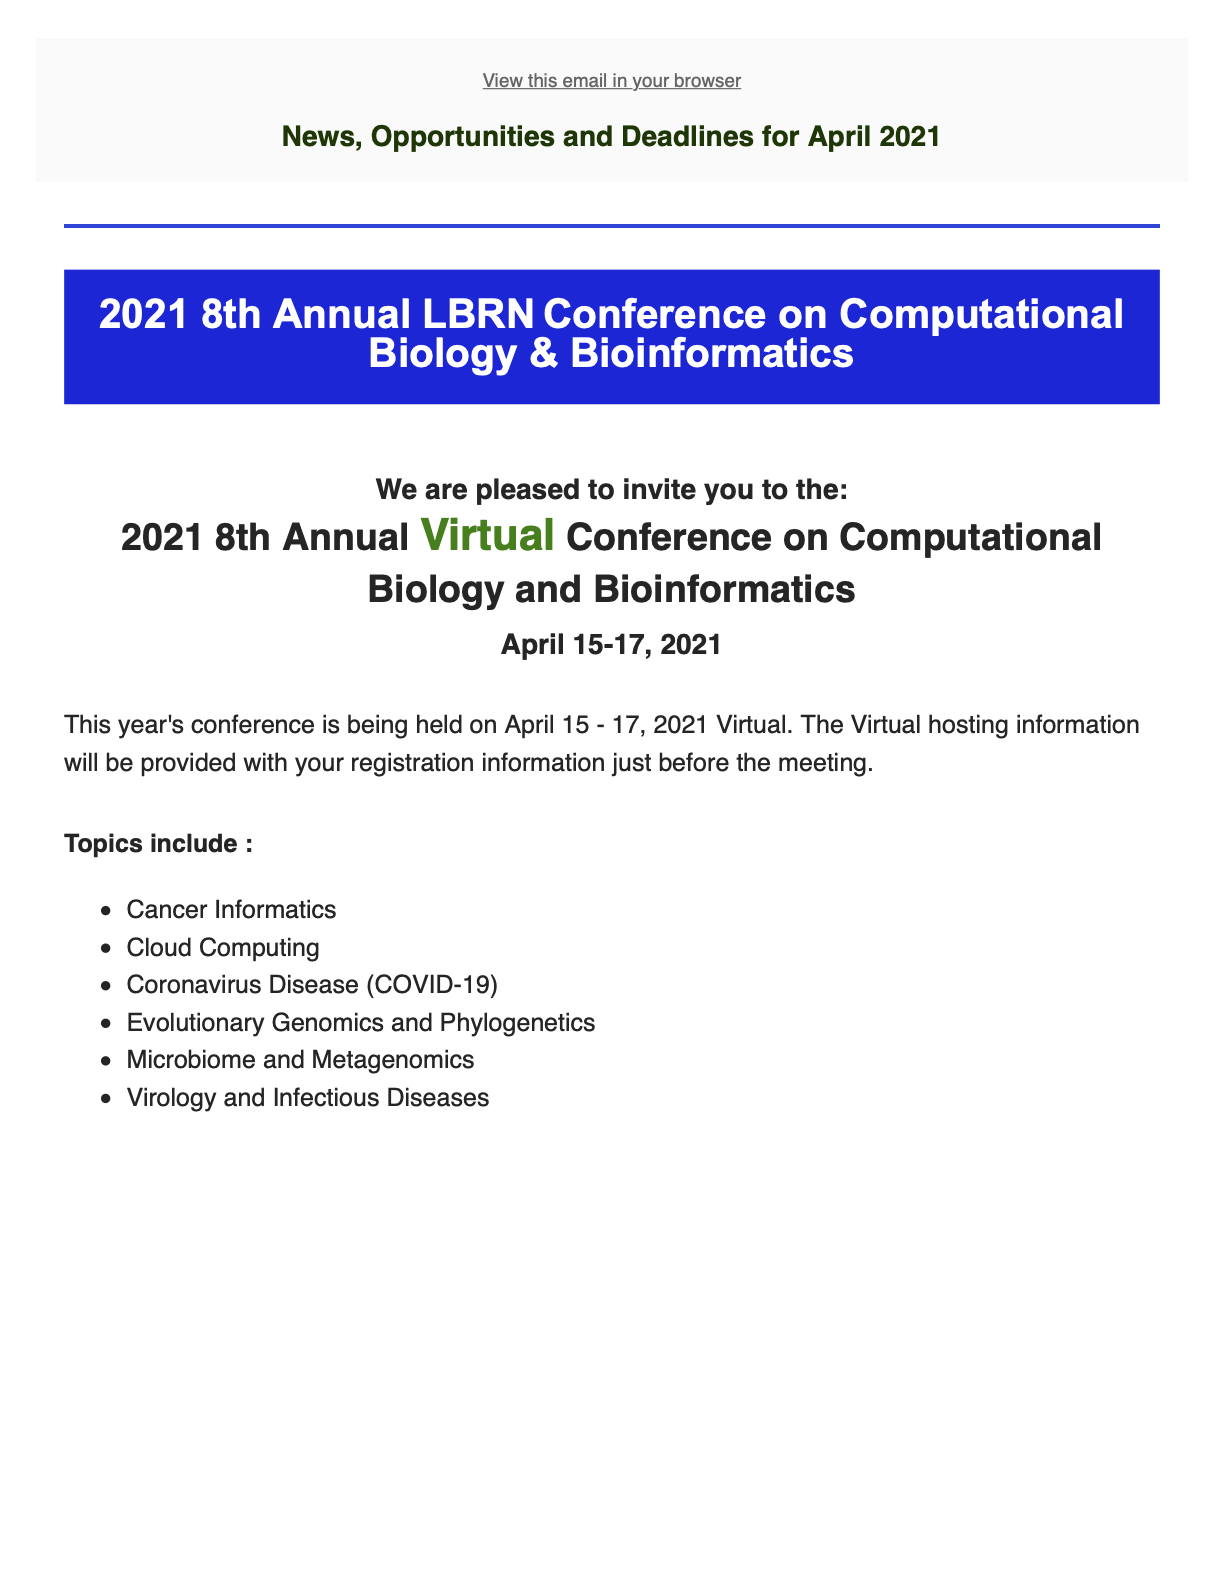 View this email in your browser
News, Opportunities and Deadlines for April 2021
2021 8th Annual LBRN Conference on Computational
Biology & Bioinformatics
We are pleased to invite you to the:
2021 8th Annual Virtual Conference on Computational
Biology and Bioinformatics
April 15-17, 2021
This year's conference is being held on April 15 - 17, 2021 Virtual. The Virtual hosting information
will be provided with your registration information just before the meeting.
Topics include :
• Cancer Informatics
• Cloud Computing
• Coronavirus Disease (COVID-19)
• Evolutionary Genomics and Phylogenetics
• Microbiome and Metagenomics
• Virology and Infectious Diseases